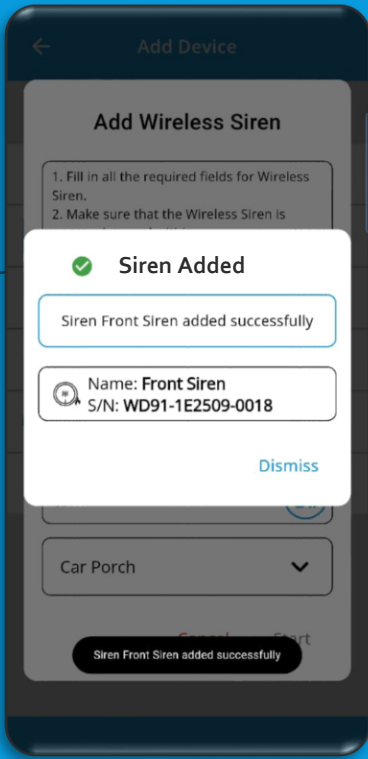 Add Device
Add Wireless Siren
1. Fill in all the required fields for Wireless
Siren.
2. Make sure that the Wireless Siren is
Siren Added
Siren Front Siren added successfully
Name: Front Siren
S/N: WD91-1E2509-0018
Dismiss
Car Porch
Cancel Start
Siren Front Siren added successfully